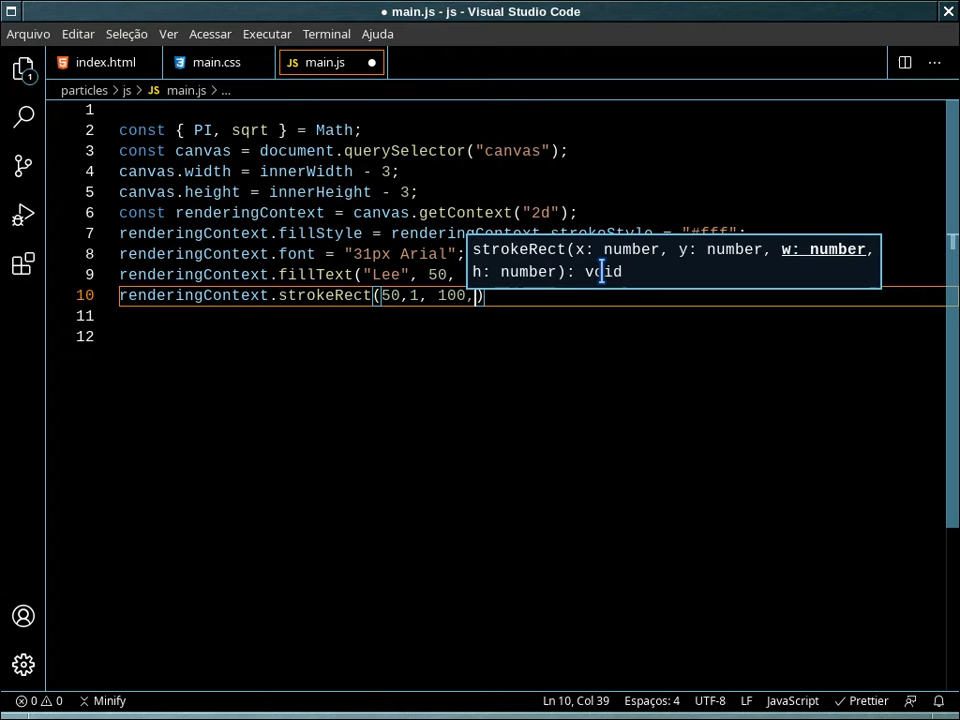 ● main.js - js - Visual Studio Code
Arquivo Editar Seleção Ver Acessar Executar Terminal Ajuda
index.html main.css JS main.js ●
particles > js > JS main.js > ...
1
2 const { PI, sqrt } = Math;
3 const canvas = document.querySelector("canvas");
4 canvas.width = innerWidth - 3;
5 canvas.height = innerHeight - 3;
6 const renderingContext = canvas.getContext("2d");
7 renderingContext.fillStyle = renderingContext.strokeStyle = "#fff";
8 renderingContext.font = "31px Arial";
strokeRect(x: number, y: number, w: number,
h: number): void
9 renderingContext.fillText("Lee", 50,
10 renderingContext.strokeRect(50,1, 100,)
11
12
1
0 0 Minify Ln 10, Col 39 Espaços: 4 UTF-8 LF JavaScript Prettier